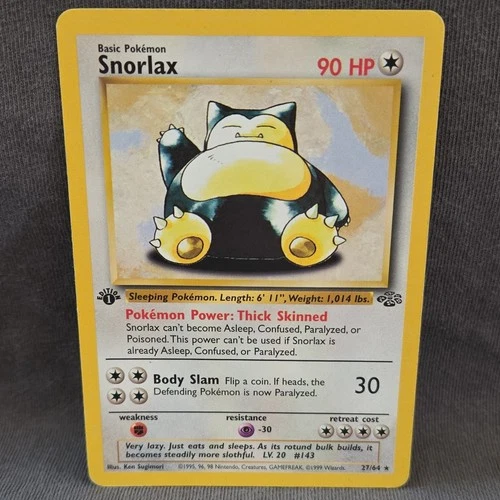 Basic Pokémon
Snorlax
90 HP
EDITION
1
Sleeping Pokémon. Length: 6' 11", Weight: 1,014 lbs.
Pokémon Power: Thick Skinned
Snorlax can't become Asleep, Confused, Paralyzed, or
Poisoned. This power can't be used if Snorlax is
already Asleep, Confused, or Paralyzed.
Body Slam Flip a coin. If heads, the
Defending Pokémon is now Paralyzed.
30
weakness resistance retreat cost
-30
Very lazy. Just eats and sleeps. As its rotund bulk builds, it
becomes steadily more slothful. LV. 20 #143
Illus. Ken Sugimori ©1995, 96, 98 Nintendo, Creatures, GAMEFREAK. ©1999 Wizards. 27/64 ★